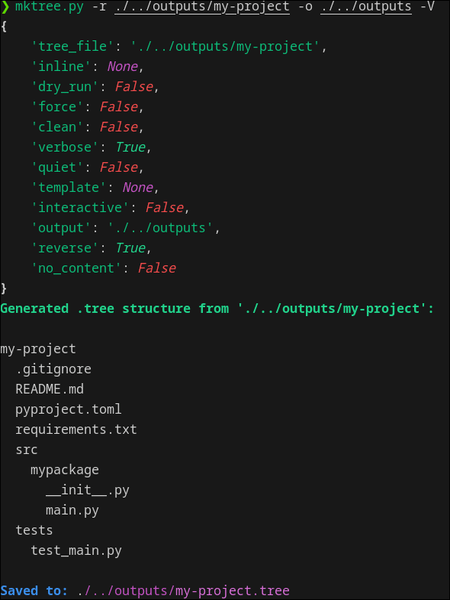 ❯ mktree.py -r ./../outputs/my-project -o ./../outputs -V
{
    'tree_file': './../outputs/my-project',
    'inline': None,
    'dry_run': False,
    'force': False,
    'clean': False,
    'verbose': True,
    'quiet': False,
    'template': None,
    'interactive': False,
    'output': './../outputs',
    'reverse': True,
    'no_content': False
}
Generated .tree structure from './../outputs/my-project':

my-project
  .gitignore
  README.md
  pyproject.toml
  requirements.txt
  src
    mypackage
      __init__.py
      main.py
  tests
    test_main.py

Saved to: ./../outputs/my-project.tree